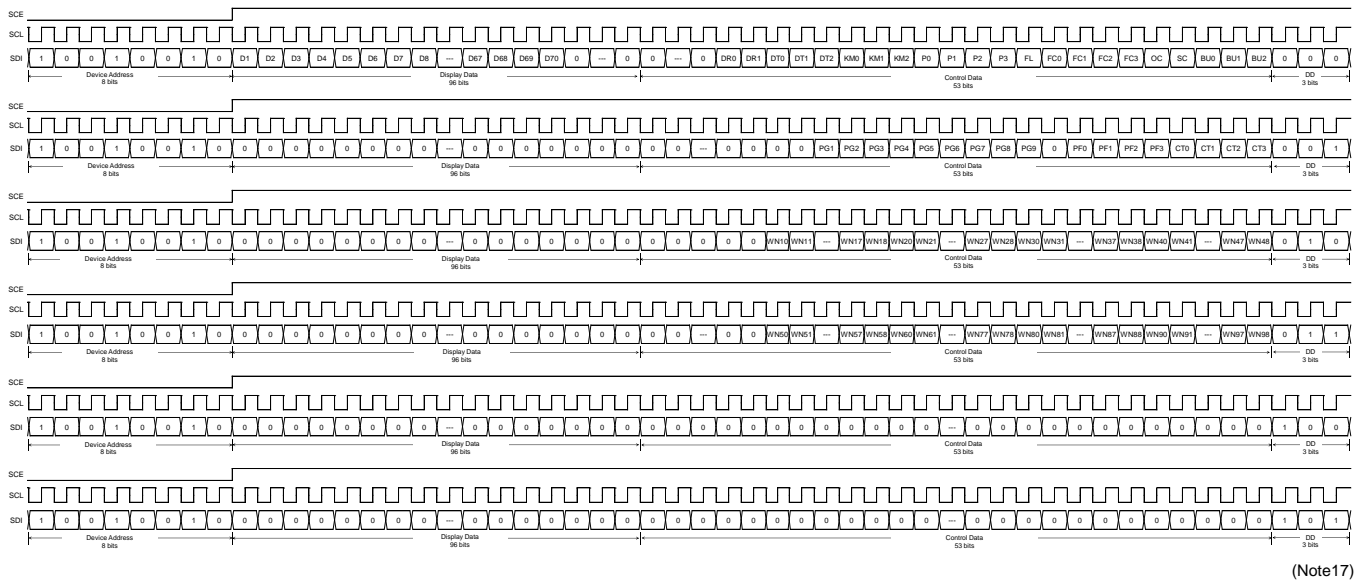 SCE
SCL
SDI 1 0 0 1 0 0 1 0 D1 D2 D3 D4 D5 D6 D7 D8 --- D67 D68 D69 D70 0 --- 0 0 --- 0 DR0 DR1 DT0 DT1 DT2 KM0 KM1 KM2 P0 P1 P2 P3 FL FC0 FC1 FC2 FC3 OC SC BU0 BU1 BU2 0 0 0
Device Address Display Data Control Data DD
8 bits 96 bits 53 bits 3 bits
SCE
SCL
SDI 1 0 0 1 0 0 1 0 0 0 0 0 0 0 0 0 --- 0 0 0 0 0 0 0 0 0 --- 0 0 0 0 PG1 PG2 PG3 PG4 PG5 PG6 PG7 PG8 PG9 0 PF0 PF1 PF2 PF3 CT0 CT1 CT2 CT3 0 0 1
Device Address Display Data Control Data DD
8 bits 96 bits 53 bits 3 bits
SCE
SCL
SDI 1 0 0 1 0 0 1 0 0 0 0 0 0 0 0 0 --- 0 0 0 0 0 0 0 0 0 0 0 0 WN10 WN11 --- WN17 WN18 WN20 WN21 --- WN27 WN28 WN30 WN31 --- WN37 WN38 WN40 WN41 --- WN47 WN48 0 1 0
Device Address Display Data Control Data DD
8 bits 96 bits 53 bits 3 bits
SCE
SCL
SDI 1 0 0 1 0 0 1 0 0 0 0 0 0 0 0 0 --- 0 0 0 0 0 0 0 0 0 --- 0 0 WN50 WN51 --- WN57 WN58 WN60 WN61 --- WN77 WN78 WN80 WN81 --- WN87 WN88 WN90 WN91 --- WN97 WN98 0 1 1
Device Address Display Data Control Data DD
8 bits 96 bits 53 bits 3 bits
SCE
SCL
SDI 1 0 0 1 0 0 1 0 0 0 0 0 0 0 0 0 --- 0 0 0 0 0 0 0 0 0 0 0 0 0 0 0 0 0 0 0 --- 0 0 0 0 0 0 0 0 0 0 0 0 1 0 0
Device Address Display Data Control Data DD
8 bits 96 bits 53 bits 3 bits
SCE
SCL
SDI 1 0 0 1 0 0 1 0 0 0 0 0 0 0 0 0 --- 0 0 0 0 0 0 0 0 0 0 0 0 0 0 0 0 0 0 0 --- 0 0 0 0 0 0 0 0 0 0 0 0 1 0 1
Device Address Display Data Control Data DD
8 bits 96 bits 53 bits 3 bits
(Note17)